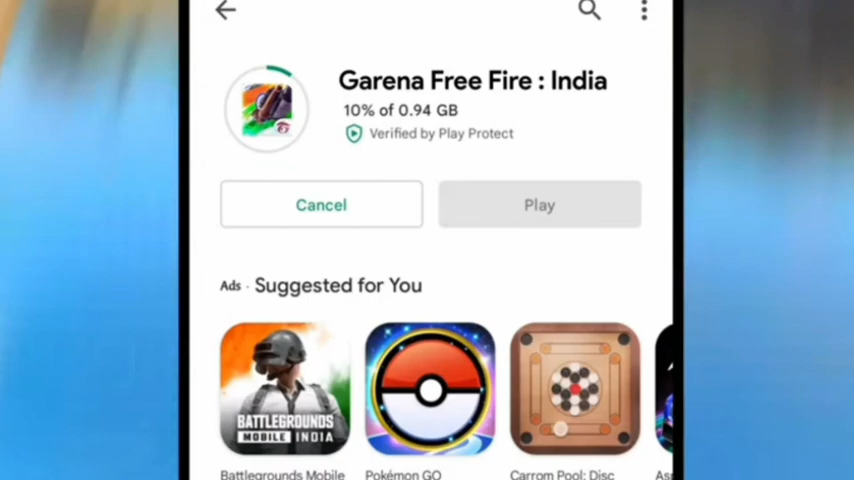 Garena Free Fire : India
10% of 0.94 GB
Verified by Play Protect
Cancel
Play
Ads · Suggested for You
BATTLEGROUNDS
MOBILE INDIA
Battlegrounds Mobile
Pokémon GO
Carrom Pool: Disc